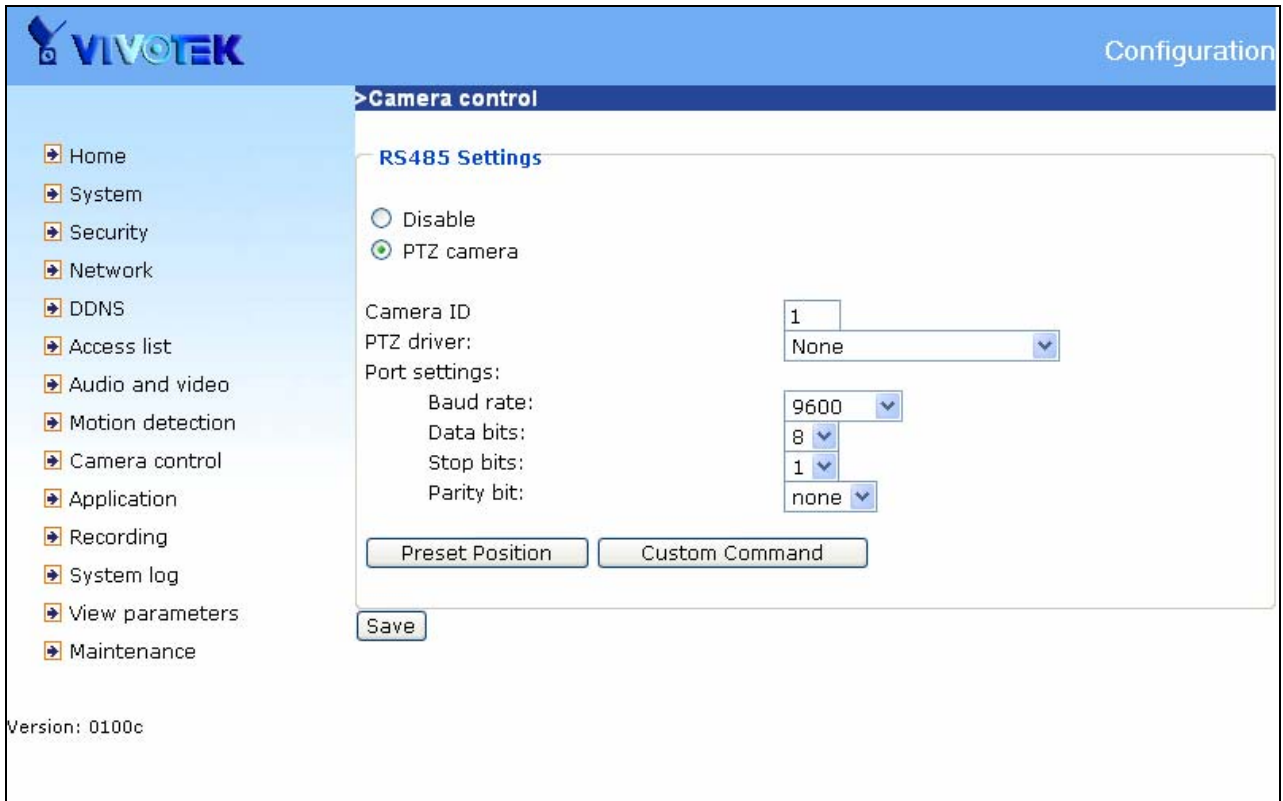 VIVOTEK
Configuration
>Camera control
Home
System
Security
Network
DDNS
Access list
Audio and video
Motion detection
Camera control
Application
Recording
System log
View parameters
Maintenance
Version: 0100c
RS485 Settings
Disable
PTZ camera
Camera ID 1
PTZ driver: None
Port settings:
Baud rate: 9600
Data bits: 8
Stop bits: 1
Parity bit: none
Preset Position Custom Command
Save